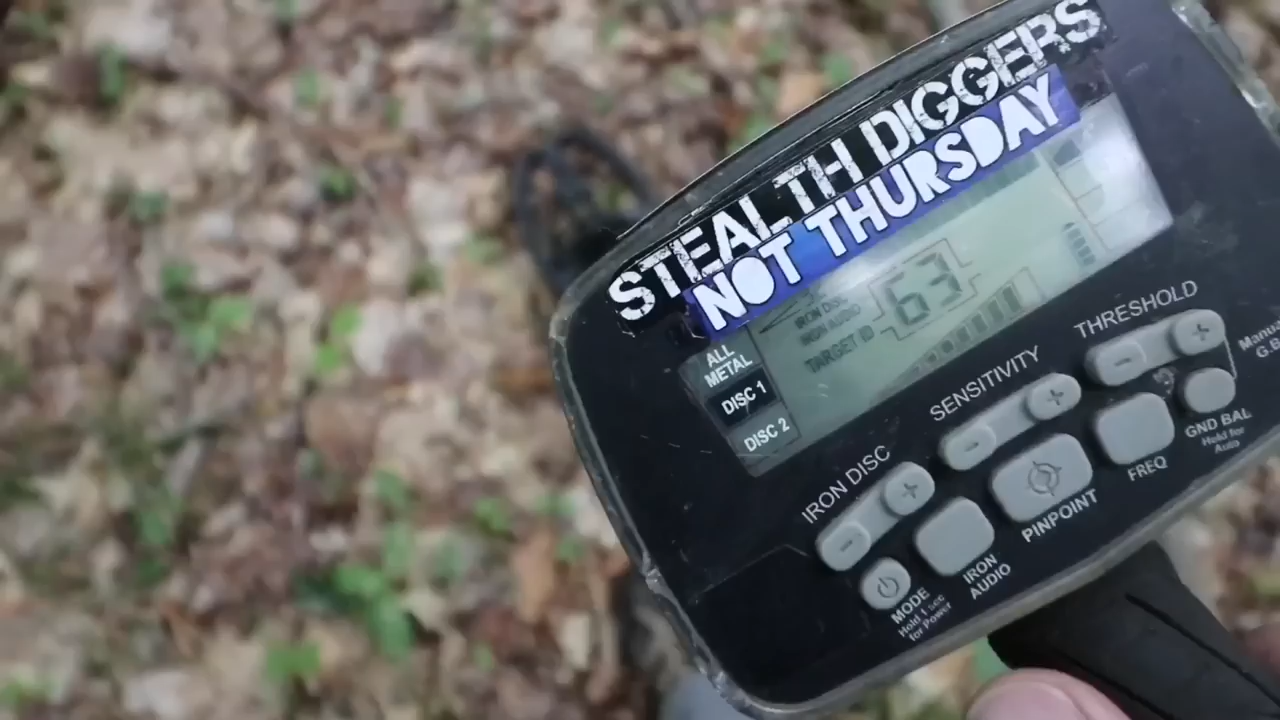 STEALTH DIGGERS
NOT THURSDAY
IRON DISC
IRON AUDIO
TARGET ID
63
ALL
METAL
DISC 1
DISC 2
THRESHOLD
- +
SENSITIVITY
- +
IRON DISC
- +
GND BAL
Hold for
Auto
FREQ
PINPOINT
IRON
AUDIO
MODE
Hold 1 sec
for Power